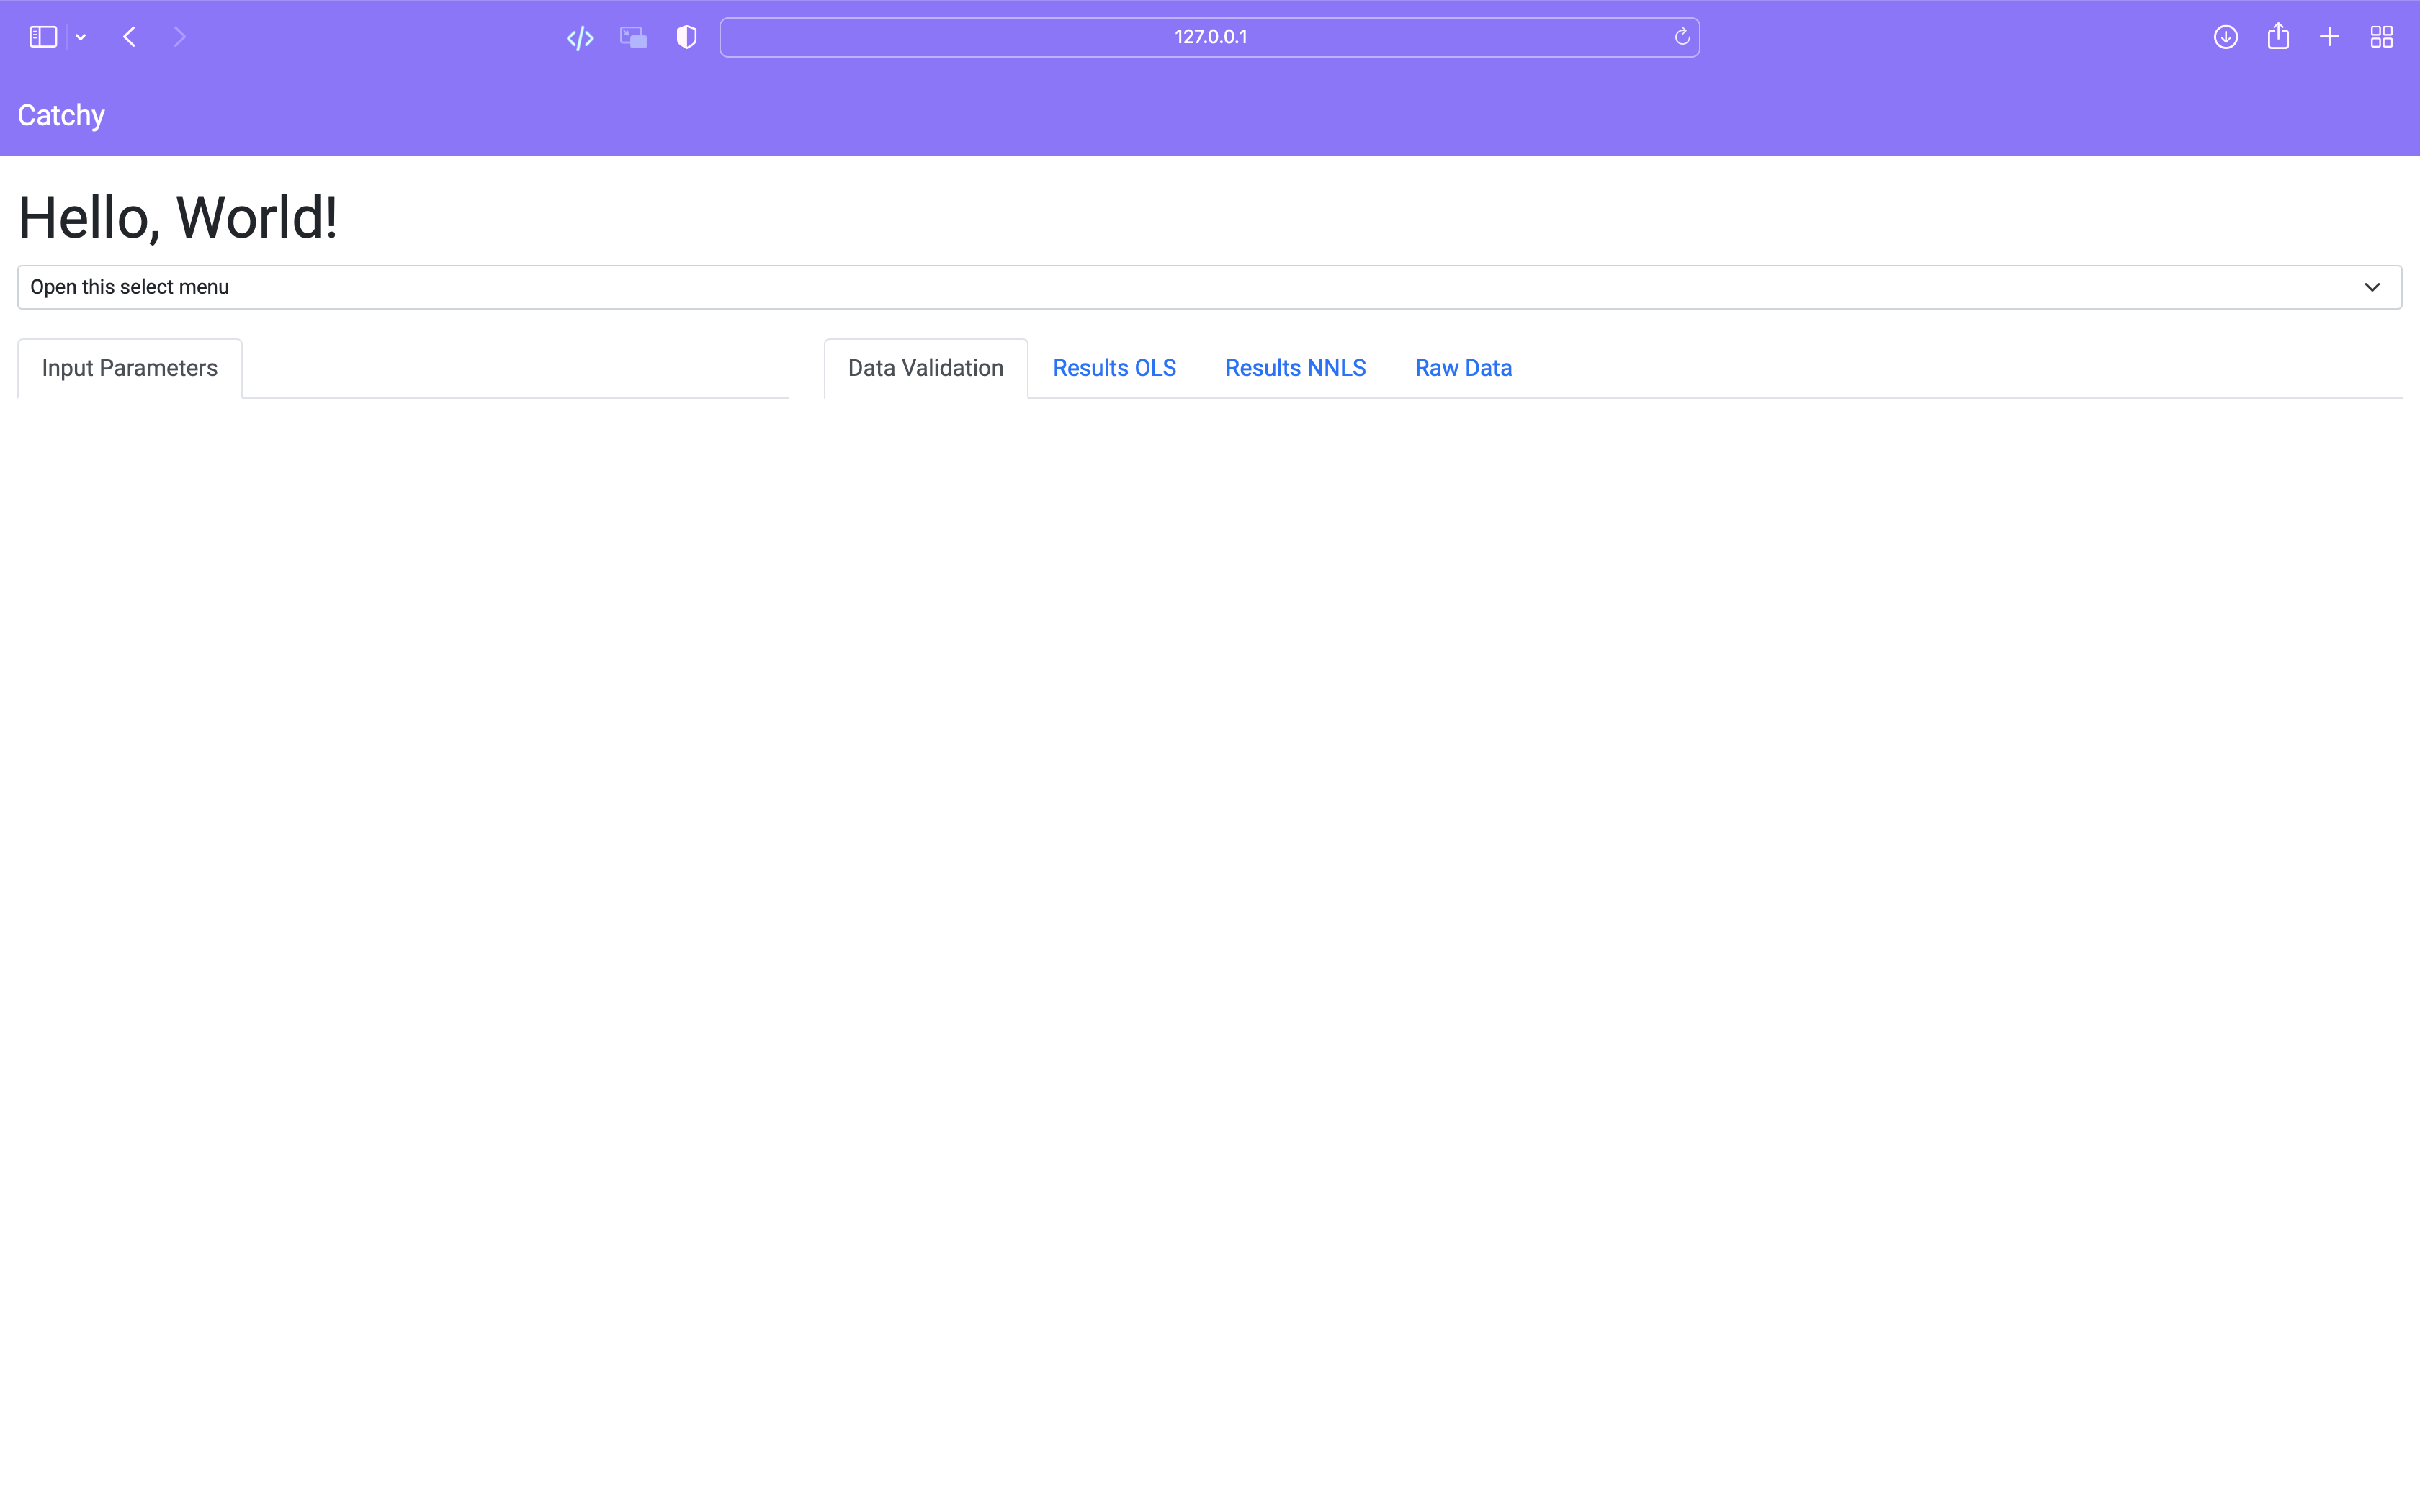 127.0.0.1
Catchy
Hello, World!
Open this select menu
Input Parameters
Data Validation Results OLS Results NNLS Raw Data